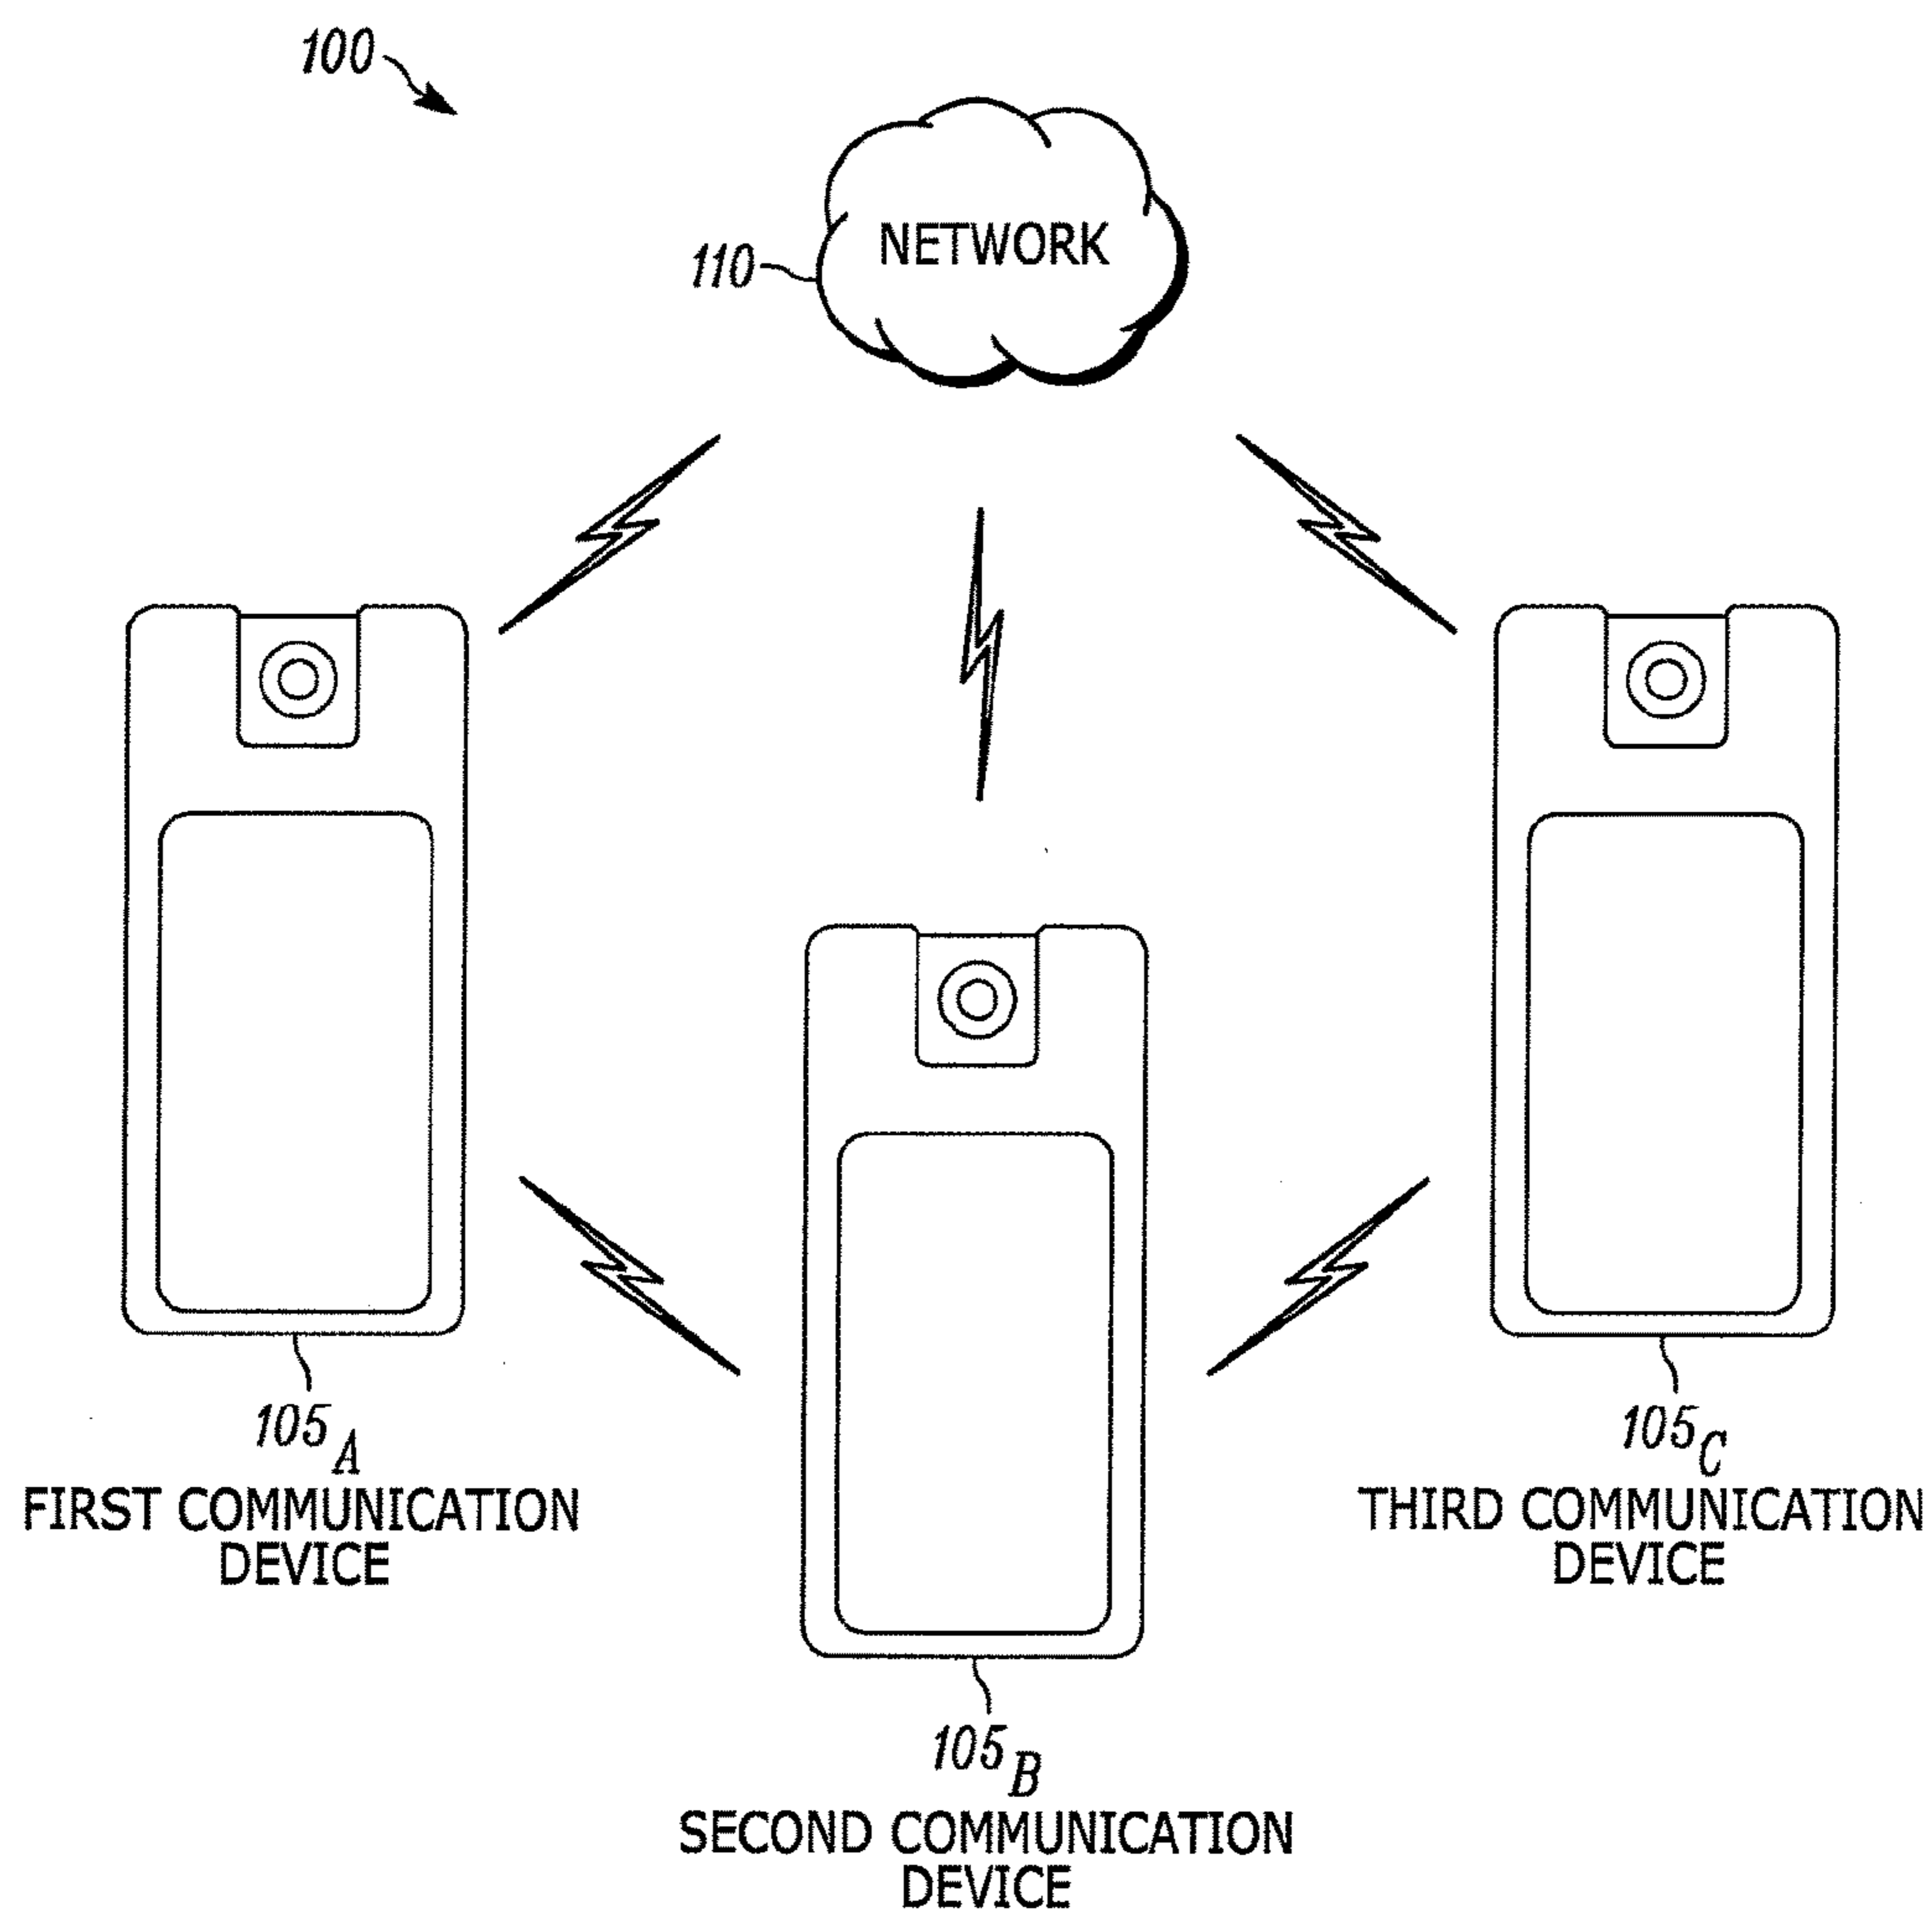 100
NETWORK
110
105A
FIRST COMMUNICATION
DEVICE
105C
THIRD COMMUNICATION
DEVICE
105B
SECOND COMMUNICATION
DEVICE